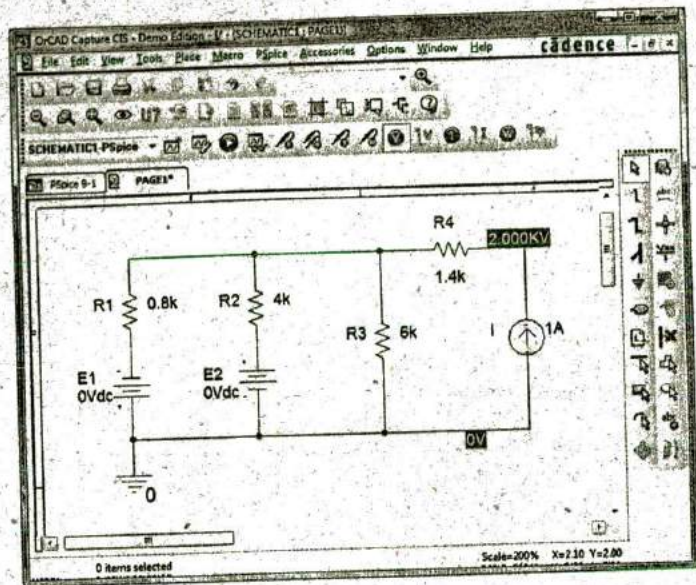 OrCAD Capture CIS - Demo Edition - [/ - (SCHEMATIC1 : PAGE1)]
File Edit View Tools Place Macro PSpice Accessories Options Window Help cādence
SCHEMATIC1-PSpice
PSpice 9-1 PAGE1*
R4
2.000KV
1.4k
R1 0.8k
R2 4k
R3 6k
I 1A
E1
0Vdc
E2
0Vdc
0V
0
0 items selected
Scale=200% X=2.10 Y=2.00